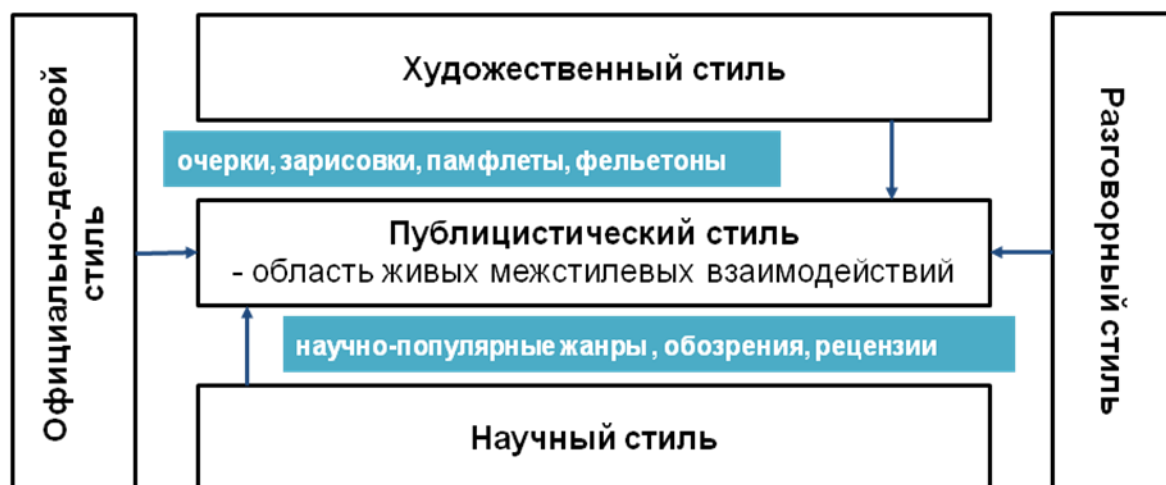 Официально-деловой
стиль
Художественный стиль
очерки, зарисовки, памфлеты, фельетоны
Публицистический стиль
- область живых межстилевых взаимодействий
научно-популярные жанры , обозрения, рецензии
Научный стиль
Разговорный стиль